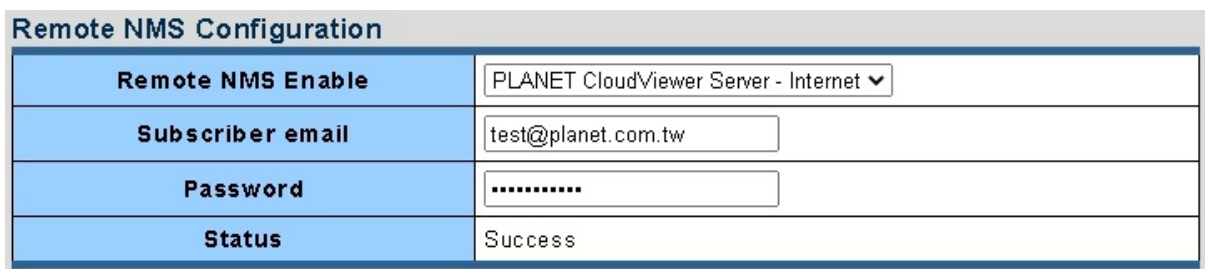 Remote NMS Configuration
Remote NMS Enable PLANET CloudViewer Server - Internet
Subscriber email test@planet.com.tw
Password •••••••••••
Status Success